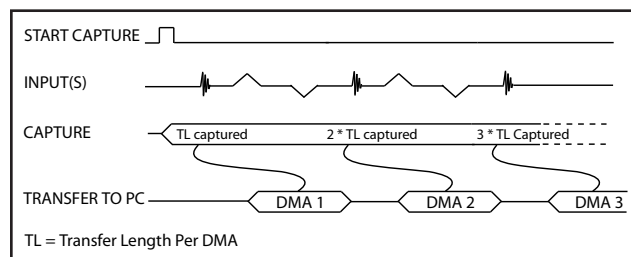 START CAPTURE
INPUT(S)
CAPTURE
TL captured 2 * TL captured 3 * TL Captured
TRANSFER TO PC
DMA 1 DMA 2 DMA 3
TL = Transfer Length Per DMA